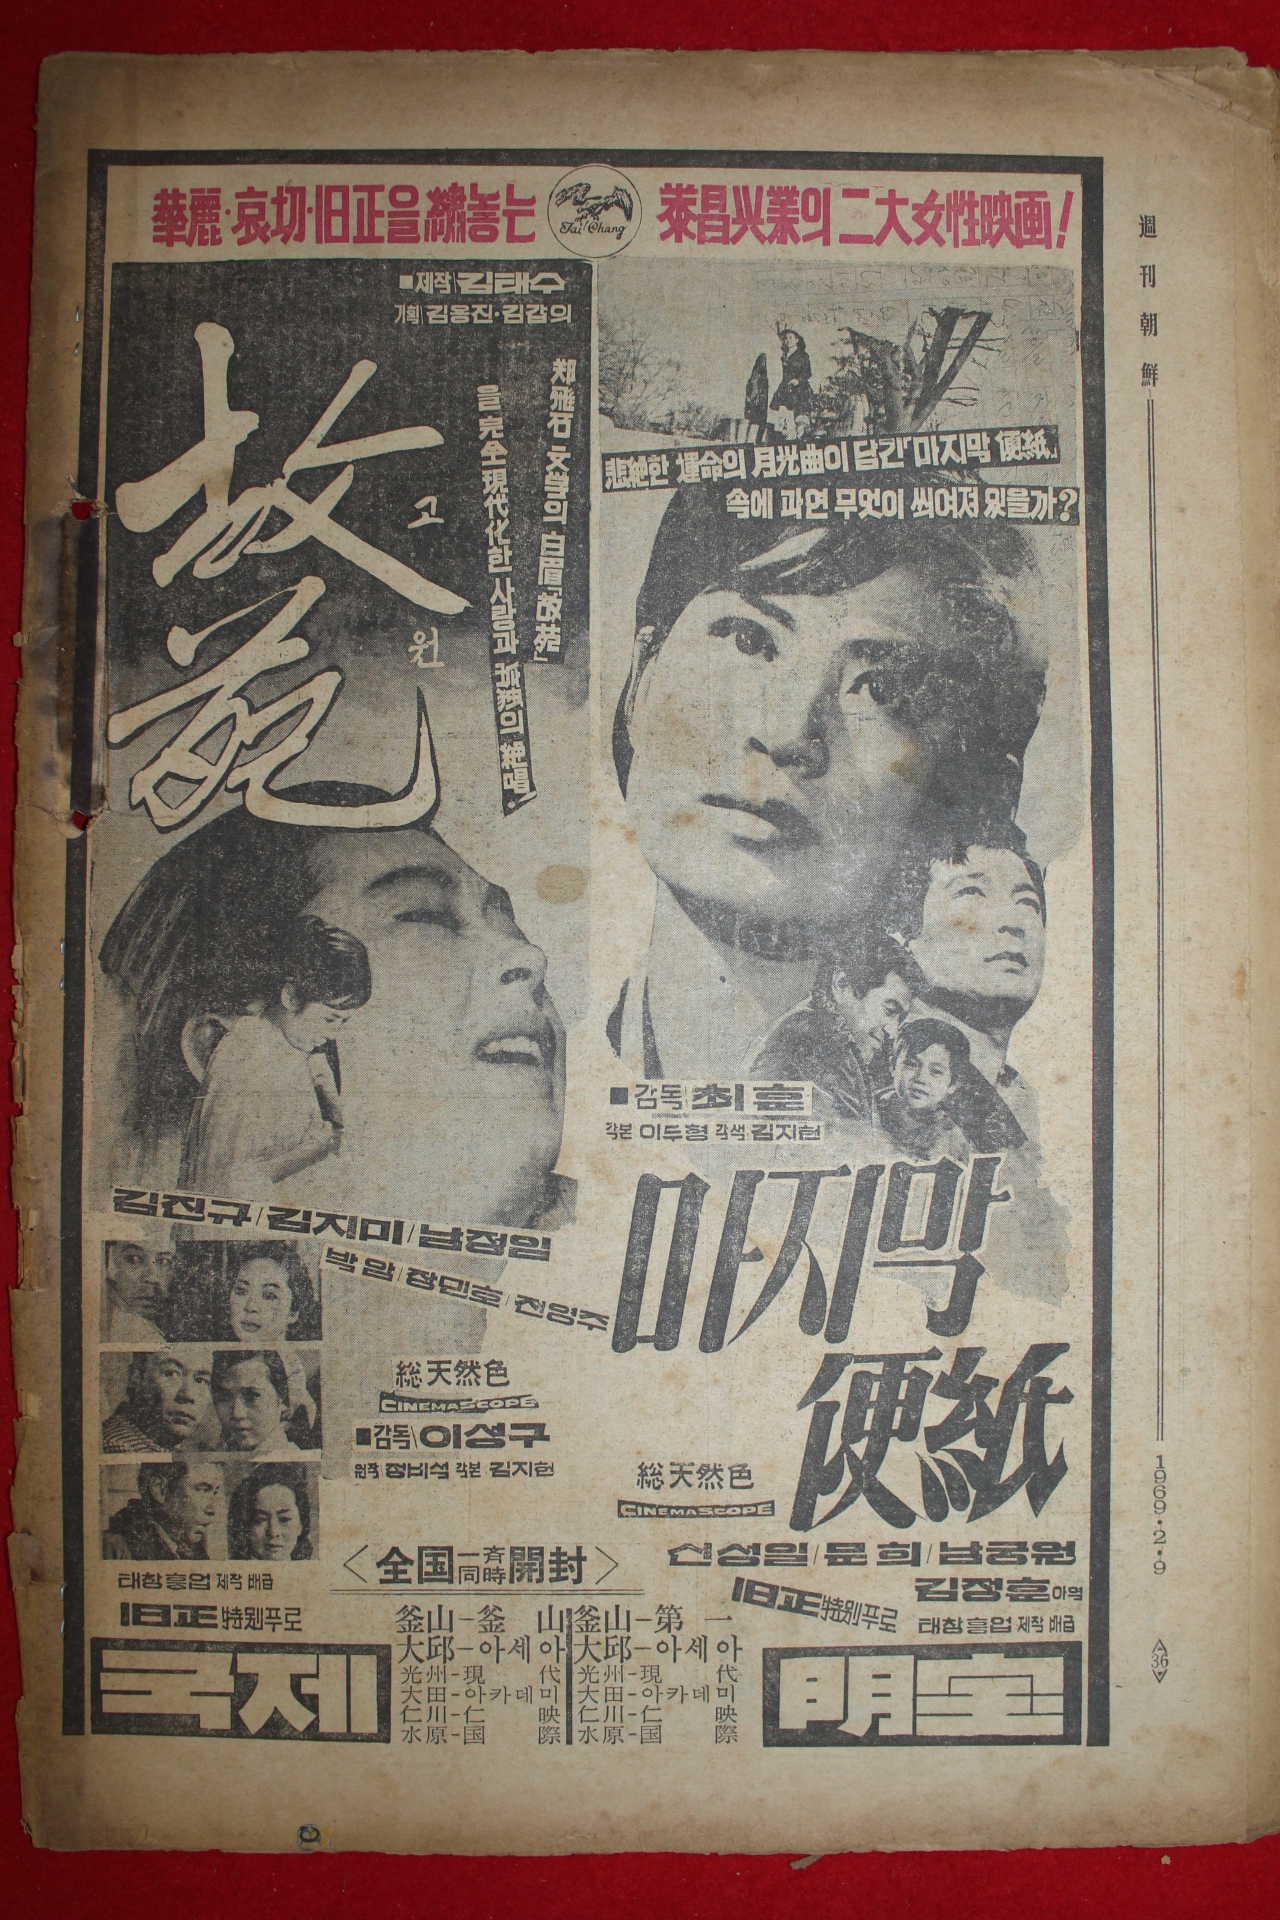 華麗·哀切·旧正을 繡놓는
Tai Chang
泰昌兴業의 二大女性映画!
■제작 김태수
기획 김용진·김갑의
故苑
고원
鄭飛石 文学의 白眉「故苑」
을 完全 現代化한 사랑과 孤独의 絶唱!
김진규/김지미/남정임
박 암/장민호/전영주
総天然色
CINEMASCOPE
■감독 이성구
원작 정비석 각본 김지헌
태창흥업 제작 배급
旧正特別푸로
국제
悲絶한 運命의 月光曲이 담긴「마지막 便紙」
속에 과연 무엇이 씌여져 있을까?
■감독 최훈
각본 이두형 각색 김지헌
마지막
便紙
総天然色
CINEMASCOPE
신성일/문 희/남궁원
김정훈 아역
旧正特別푸로
태창흥업 제작 배급
明宝
<全国一斉同時開封>
釜山-釜山
大邱-아세아
光州-現代
大田-아카데미
仁川-仁映
水原-国際
釜山-第一
大邱-아세아
光州-現代
大田-아카데미
仁川-仁映
水原-国際
週刊朝鮮
1969·2·9
<36>